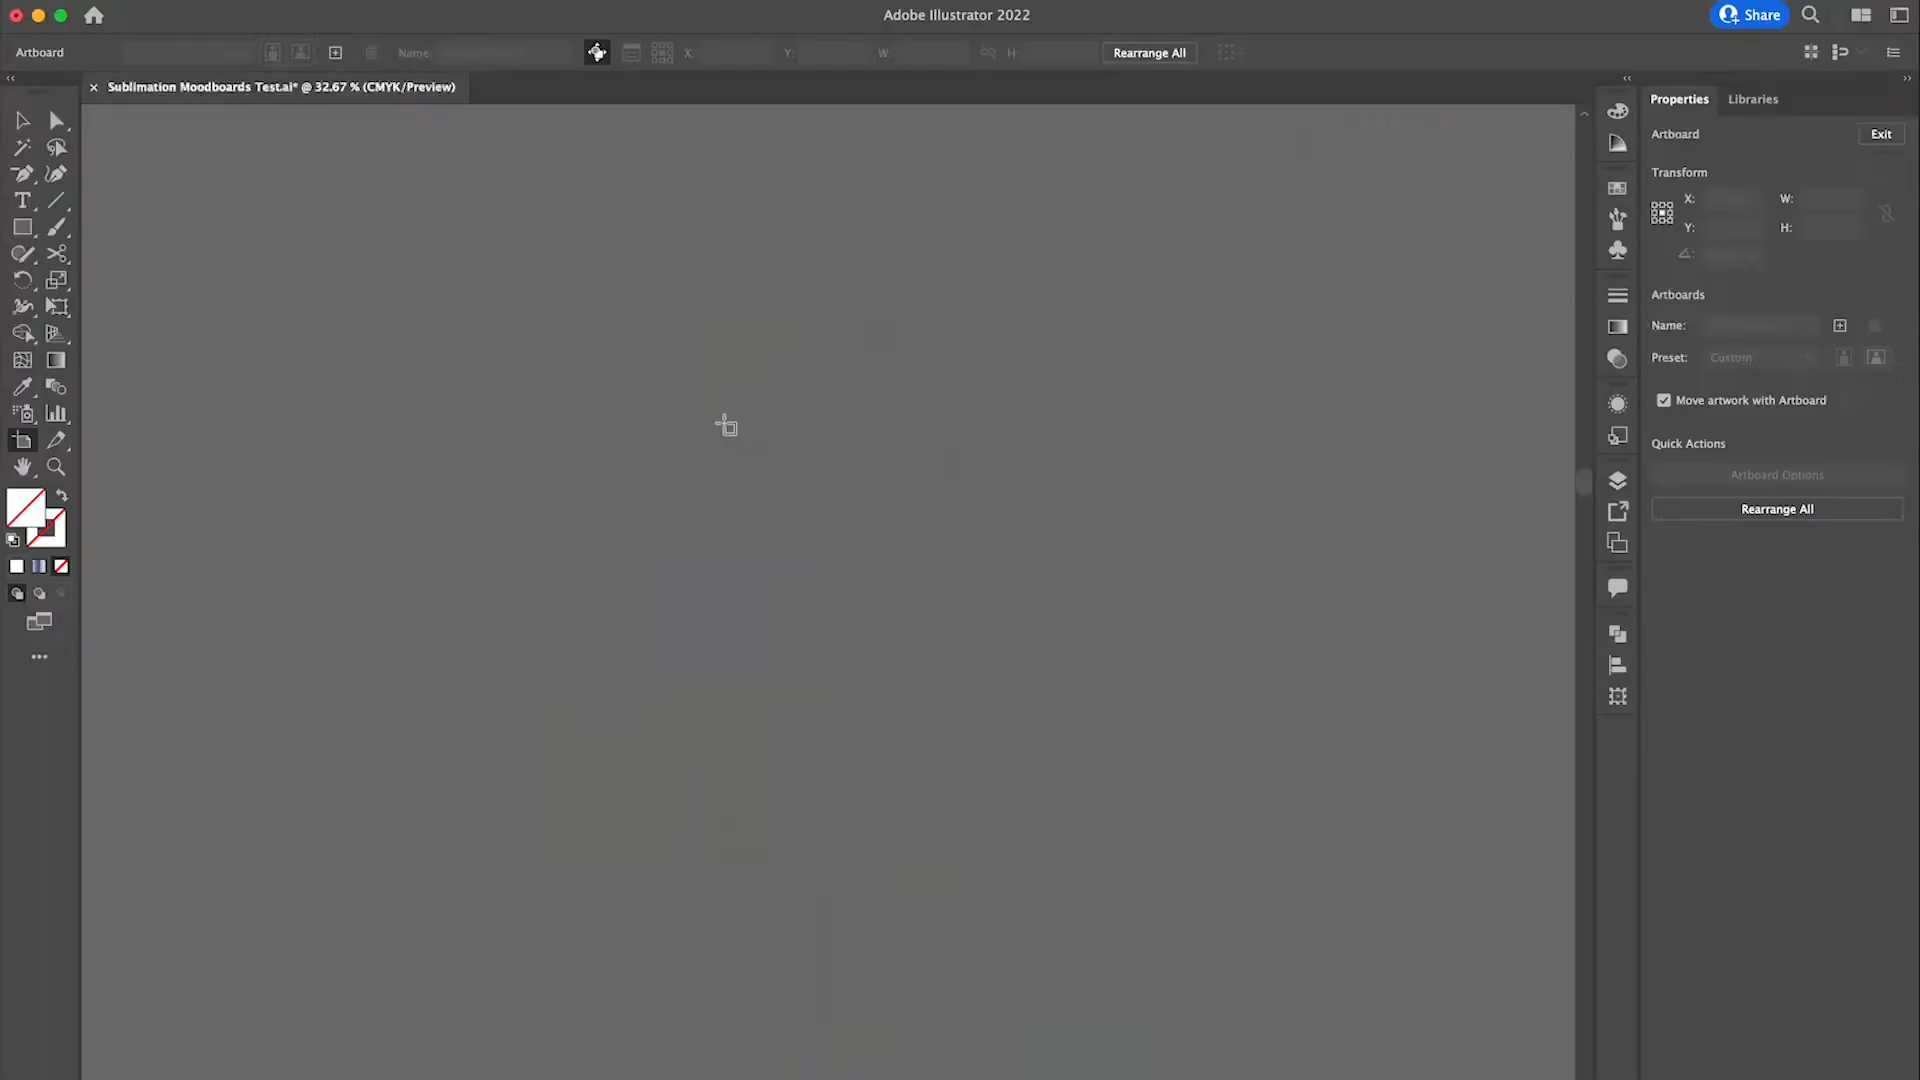 Adobe Illustrator 2022
Share
Artboard
Name:
X:
Y:
W:
H:
Rearrange All
Sublimation Moodboards Test.ai* @ 32.67 % (CMYK/Preview)
Properties
Libraries
Artboard
Exit
Transform
X:
W:
Y:
H:
Artboards
Name:
Preset:
Custom
Move artwork with Artboard
Quick Actions
Artboard Options
Rearrange All